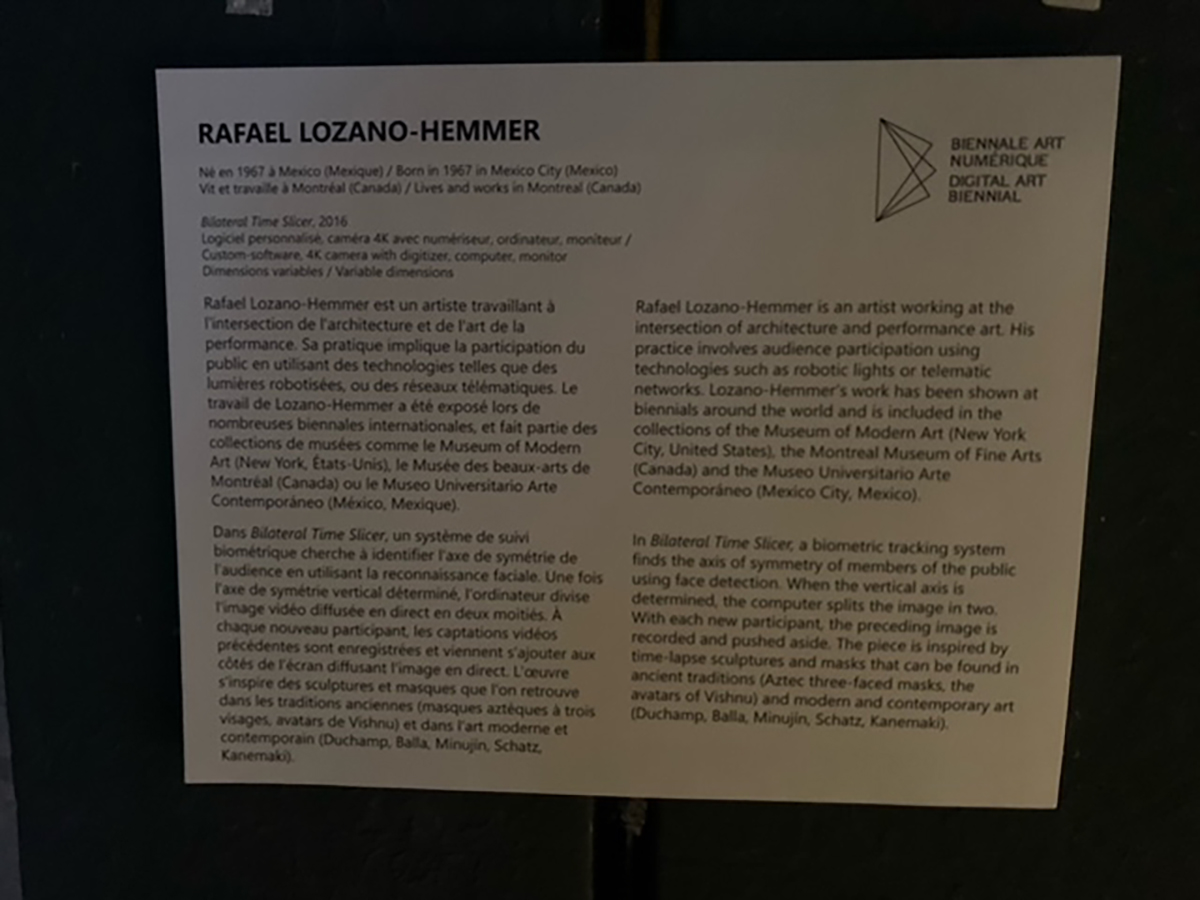 RAFAEL LOZANO-HEMMER
Né en 1967 à Mexico (Mexique) / Born in 1967 in Mexico City (Mexico)
Vit et travaille à Montréal (Canada) / Lives and works in Montreal (Canada)
BIENNALE ART
NUMÉRIQUE
DIGITAL ART
BIENNIAL
Bilateral Time Slicer, 2016
Logiciel personnalisé, caméra 4K avec numériseur, ordinateur, moniteur /
Custom-software, 4K camera with digitizer, computer, monitor
Dimensions variables / Variable dimensions
Rafael Lozano-Hemmer est un artiste travaillant à
l'intersection de l'architecture et de l'art de la
performance. Sa pratique implique la participation du
public en utilisant des technologies telles que des
lumières robotisées, ou des réseaux télématiques. Le
travail de Lozano-Hemmer a été exposé lors de
nombreuses biennales internationales, et fait partie des
collections de musées comme le Museum of Modern
Art (New York, États-Unis), le Musée des beaux-arts de
Montréal (Canada) ou le Museo Universitario Arte
Contemporáneo (México, Mexique).
Dans Bilateral Time Slicer, un système de suivi
biométrique cherche à identifier l'axe de symétrie de
l'audience en utilisant la reconnaissance faciale. Une fois
l'axe de symétrie vertical déterminé, l'ordinateur divise
l'image vidéo diffusée en direct en deux moitiés. À
chaque nouveau participant, les captations vidéos
précédentes sont enregistrées et viennent s'ajouter aux
côtés de l'écran diffusant l'image en direct. L'œuvre
s'inspire des sculptures et masques que l'on retrouve
dans les traditions anciennes (masques aztèques à trois
visages, avatars de Vishnu) et dans l'art moderne et
contemporain (Duchamp, Balla, Minujín, Schatz,
Kanemaki).
Rafael Lozano-Hemmer is an artist working at the
intersection of architecture and performance art. His
practice involves audience participation using
technologies such as robotic lights or telematic
networks. Lozano-Hemmer's work has been shown at
biennials around the world and is included in the
collections of the Museum of Modern Art (New York
City, United States), the Montreal Museum of Fine Arts
(Canada) and the Museo Universitario Arte
Contemporáneo (Mexico City, Mexico).
In Bilateral Time Slicer, a biometric tracking system
finds the axis of symmetry of members of the public
using face detection. When the vertical axis is
determined, the computer splits the image in two.
With each new participant, the preceding image is
recorded and pushed aside. The piece is inspired by
time-lapse sculptures and masks that can be found in
ancient traditions (Aztec three-faced masks, the
avatars of Vishnu) and modern and contemporary art
(Duchamp, Balla, Minujín, Schatz, Kanemaki).